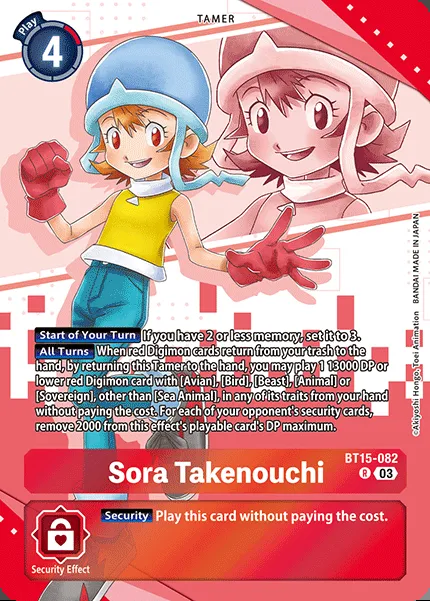 TAMER
Play
4
Start of Your Turn If you have 2 or less memory, set it to 3.
All Turns When red Digimon cards return from your trash to the
hand, by returning this Tamer to the hand, you may play 1 13000 DP or
lower red Digimon card with [Avian], [Bird], [Beast], [Animal] or
[Sovereign], other than [Sea Animal], in any of its traits from your hand
without paying the cost. For each of your opponent's security cards,
remove 2000 from this effect's playable card's DP maximum.
©Akiyoshi Hongo, Toei Animation BANDAI MADE IN JAPAN
BT15-082
Sora Takenouchi
R 03
Security Play this card without paying the cost.
Security Effect